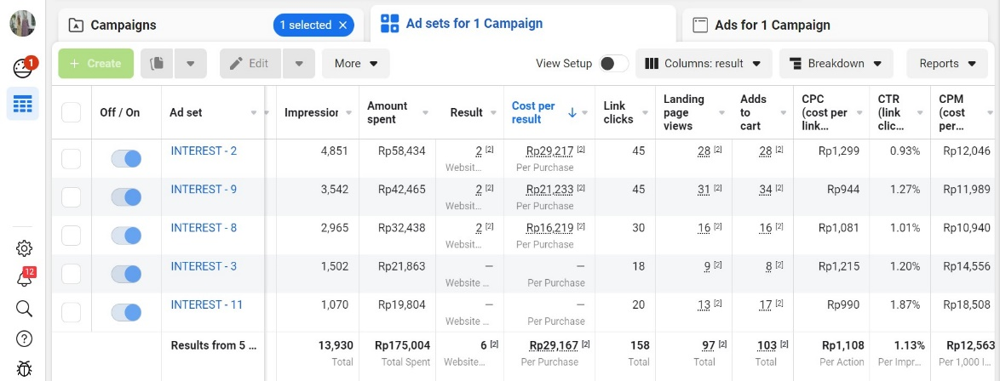 Campaigns
1 selected ×
Ad sets for 1 Campaign
Ads for 1 Campaign
1
+ Create
Edit
More
View Setup
Columns: result
Breakdown
Reports
Off / On
Ad set
Impression
Amount spent
Result
Cost per result ↓
Link clicks
Landing page views
Adds to cart
CPC (cost per link...
CTR (link clic...
CPM (cost per...
INTEREST - 2 4,851 Rp58,434 2 [2] Rp29,217 [2] 45 28 [2] 28 [2] Rp1,299 0.93% Rp12,046
Websit... Per Purchase
INTEREST - 9 3,542 Rp42,465 2 [2] Rp21,233 [2] 45 31 [2] 34 [2] Rp944 1.27% Rp11,989
Websit... Per Purchase
INTEREST - 8 2,965 Rp32,438 2 [2] Rp16,219 [2] 30 16 [2] 16 [2] Rp1,081 1.01% Rp10,940
Websit... Per Purchase
INTEREST - 3 1,502 Rp21,863 — — 18 9 [2] 8 [2] Rp1,215 1.20% Rp14,556
Website ... Per Purchase
INTEREST - 11 1,070 Rp19,804 — — 20 13 [2] 17 [2] Rp990 1.87% Rp18,508
Website ... Per Purchase
Results from 5 ... 13,930 Rp175,004 6 [2] Rp29,167 [2] 158 97 [2] 103 [2] Rp1,108 1.13% Rp12,563
Total Total Spent Website... Per Purchase Total Total Total Per Action Per Impr... Per 1,000 I...
12